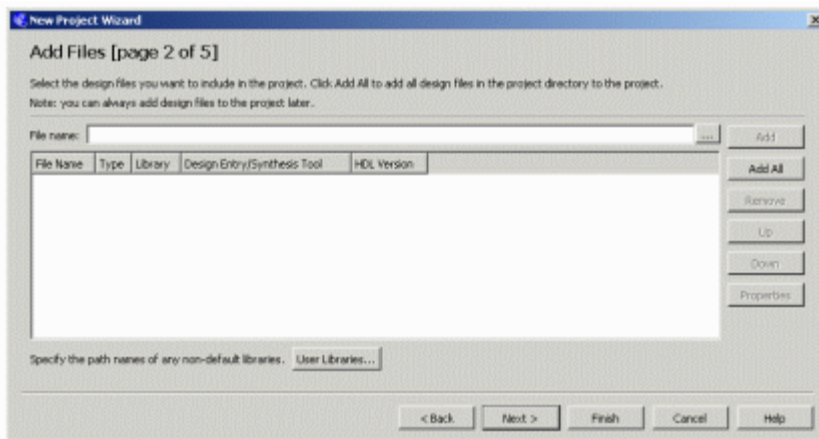 New Project Wizard
Add Files [page 2 of 5]
Select the design files you want to include in the project. Click Add All to add all design files in the project directory to the project.
Note: you can always add design files to the project later.
File name: ... Add
File Name Type Library Design Entry/Synthesis Tool HDL Version
Add All
Remove
Up
Down
Properties
Specify the path names of any non-default libraries. User Libraries...
< Back Next > Finish Cancel Help